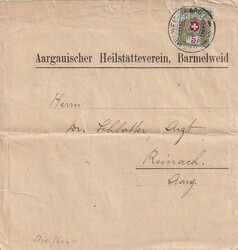 Aargauischer Heilstätteverein, Barmelweid
Herrn
Dr. Schlatter, Arzt
Reinach
Aarg.